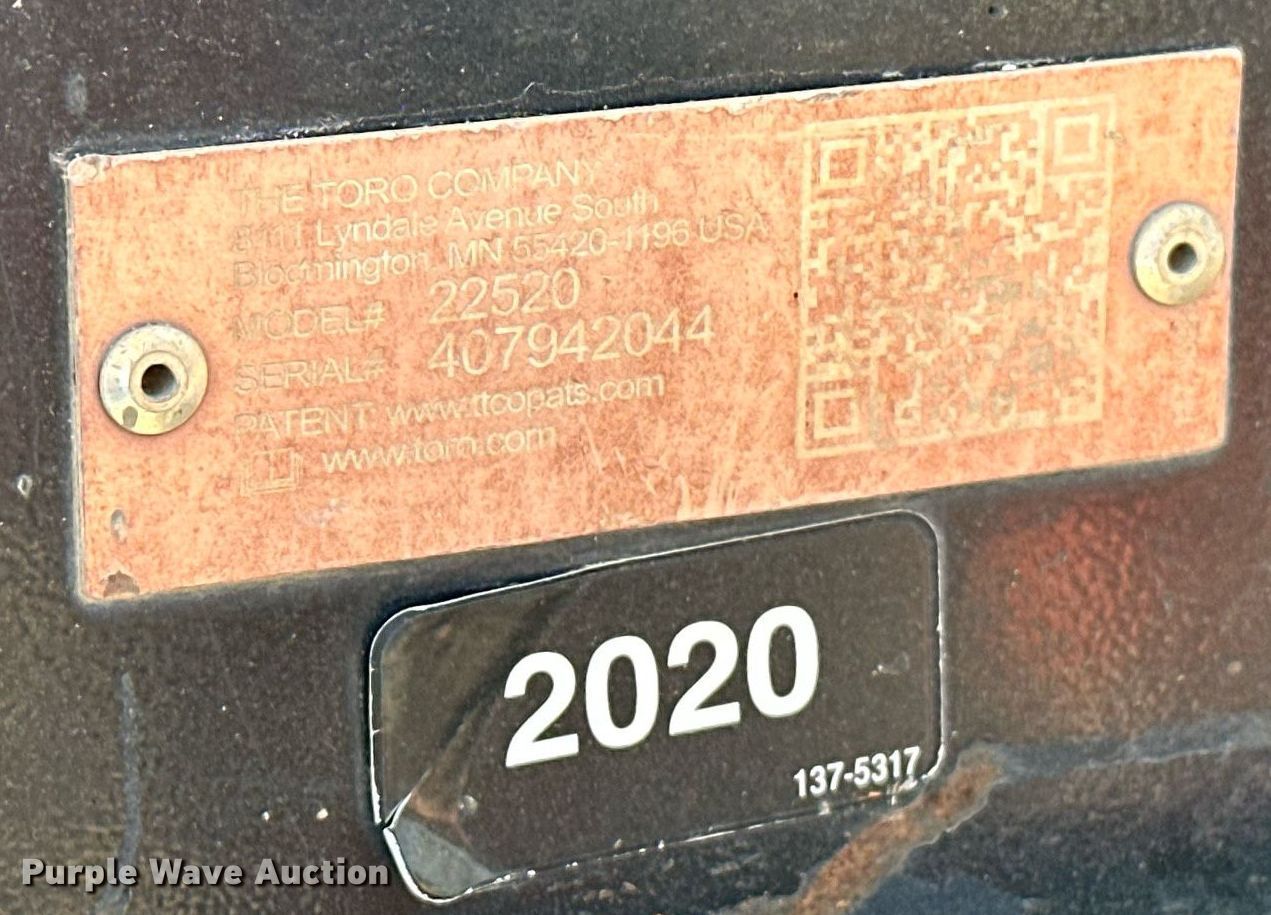 THE TORO COMPANY
8111 Lyndale Avenue South
Bloomington, MN 55420-1196 USA
MODEL# 22520
SERIAL# 407942044
PATENT www.ttcopats.com
www.toro.com
2020
137-5317
Purple Wave Auction